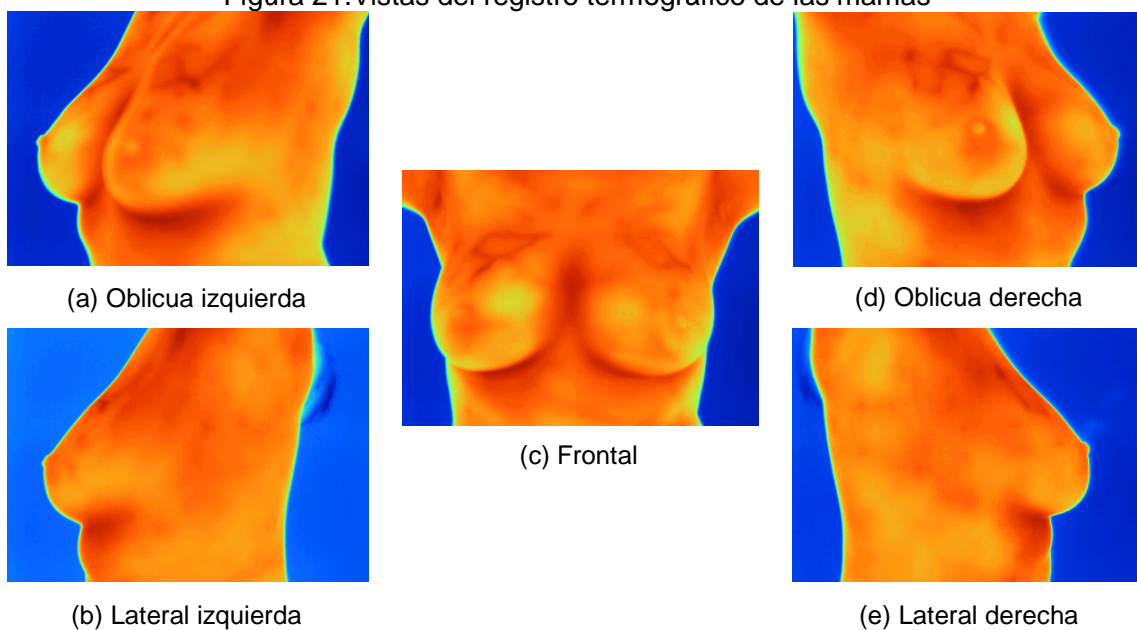 Figura 21.Vistas del registro termográfico de las mamas
(a) Oblicua izquierda
(d) Oblicua derecha
(c) Frontal
(b) Lateral izquierda
(e) Lateral derecha